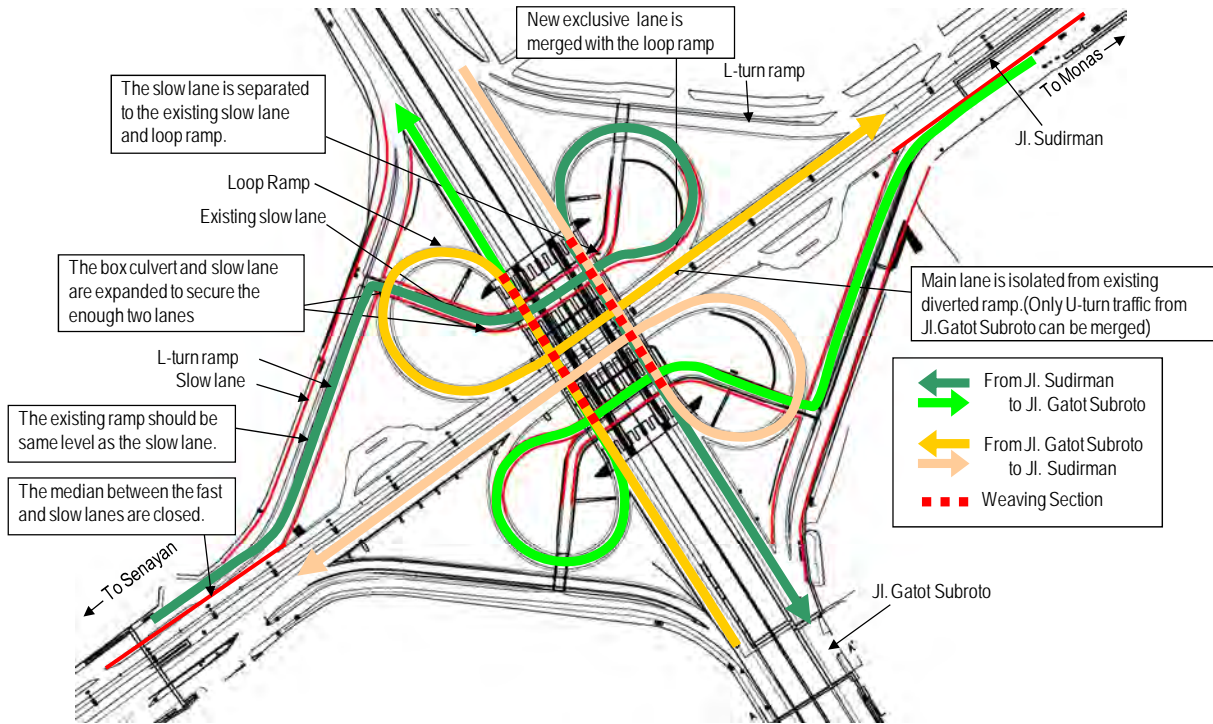 New exclusive lane is
merged with the loop ramp
L-turn ramp
To Monas
Jl. Sudirman
The slow lane is separated
to the existing slow lane
and loop ramp.
Loop Ramp
Existing slow lane
The box culvert and slow lane
are expanded to secure the
enough two lanes
Main lane is isolated from existing
diverted ramp.(Only U-turn traffic from
Jl.Gatot Subroto can be merged)
L-turn ramp
Slow lane
The existing ramp should be
same level as the slow lane.
The median between the fast
and slow lanes are closed.
From Jl. Sudirman
to Jl. Gatot Subroto
From Jl. Gatot Subroto
to Jl. Sudirman
Weaving Section
To Senayan
Jl. Gatot Subroto